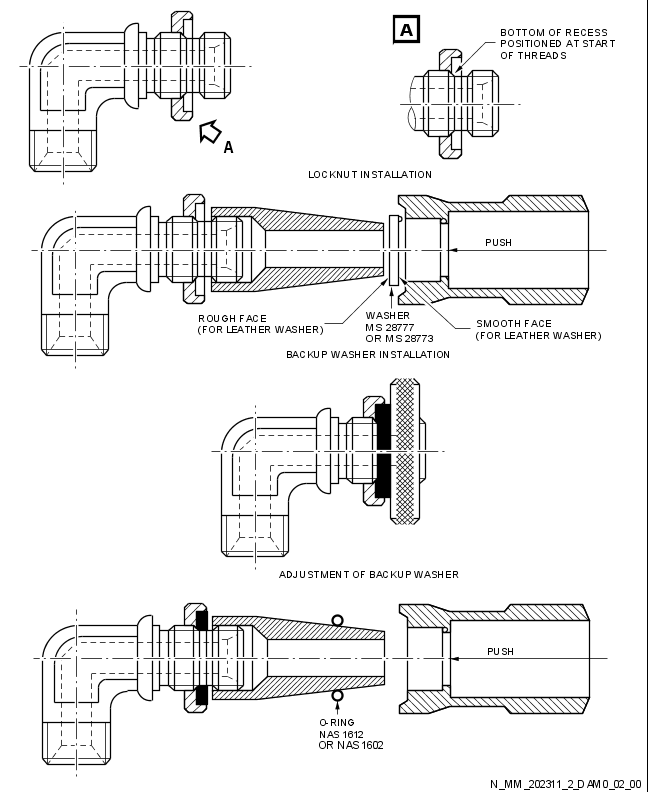 A
BOTTOM OF RECESS
POSITIONED AT START
OF THREADS
A
LOCKNUT INSTALLATION
PUSH
ROUGH FACE
(FOR LEATHER WASHER)
WASHER
MS 28777
OR MS 28773
SMOOTH FACE
(FOR LEATHER WASHER)
BACKUP WASHER INSTALLATION
ADJUSTMENT OF BACKUP WASHER
PUSH
O-RING
NAS 1612
OR NAS 1602
N_MM_202311_2_DAM0_02_00